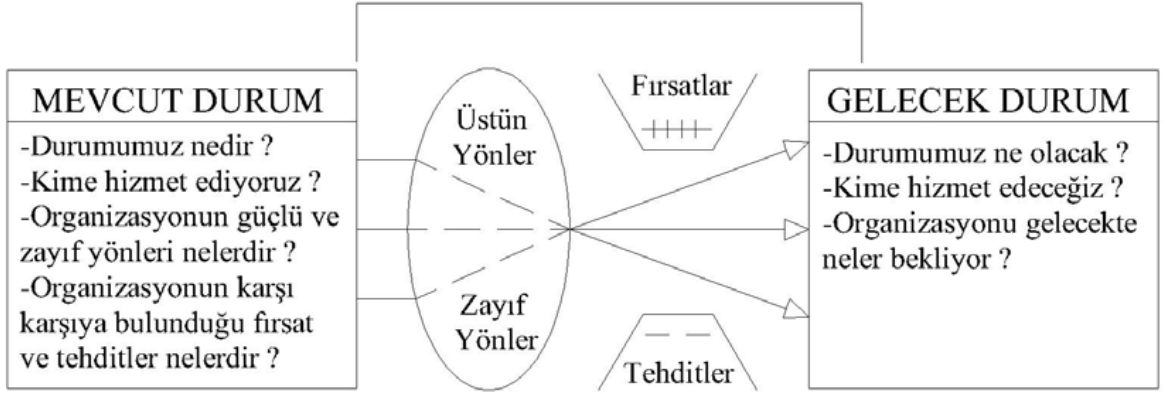 MEVCUT DURUM
-Durumumuz nedir ?
-Kime hizmet ediyoruz ?
-Organizasyonun güçlü ve
zayıf yönleri nelerdir ?
-Organizasyonun karşı
karşıya bulunduğu fırsat
ve tehditler nelerdir ?
Üstün
Yönler
Zayıf
Yönler
Fırsatlar
Tehditler
GELECEK DURUM
-Durumumuz ne olacak ?
-Kime hizmet edeceğiz ?
-Organizasyonu gelecekte
neler bekliyor ?